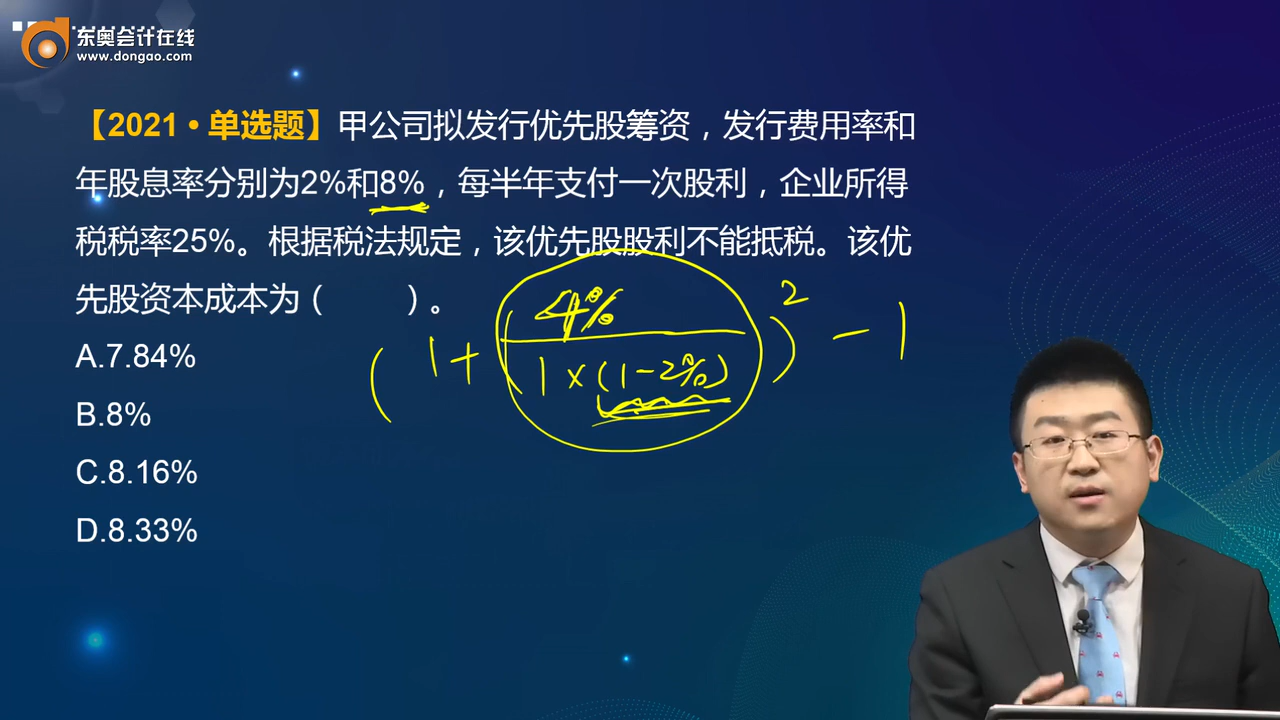 东奥会计在线
www.dongao.com
【2021 • 单选题】甲公司拟发行优先股筹资，发行费用率和
年股息率分别为2%和8%，每半年支付一次股利，企业所得
税税率25%。根据税法规定，该优先股股利不能抵税。该优
先股资本成本为（　　）。
A.7.84%
B.8%
C.8.16%
D.8.33%
4%
(1+(1×(1-2%)))² - 1